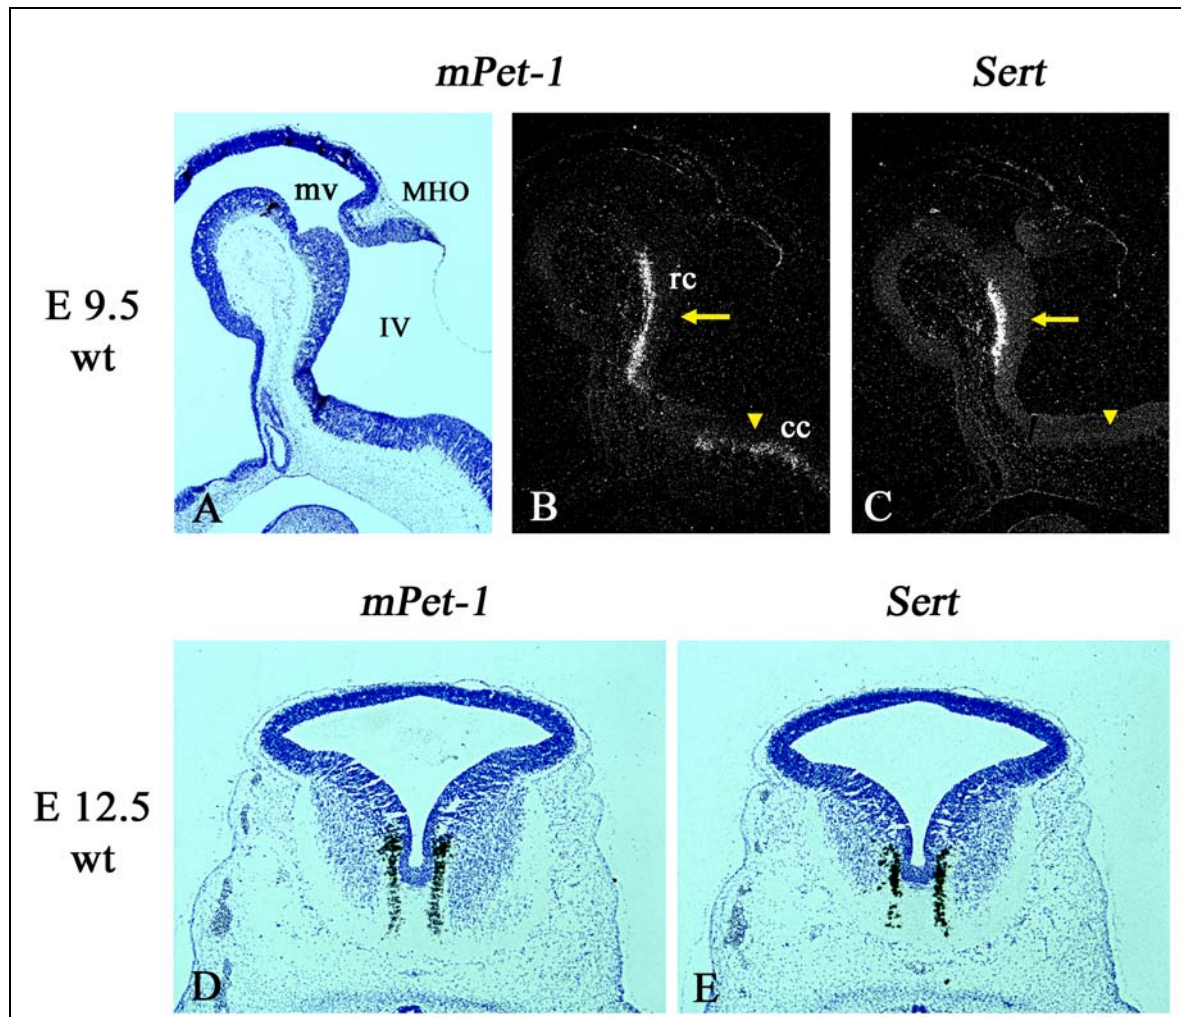 mPet-1 Sert
mv MHO
IV
rc
cc
E 9.5
wt
A B C
mPet-1 Sert
E 12.5
wt
D E